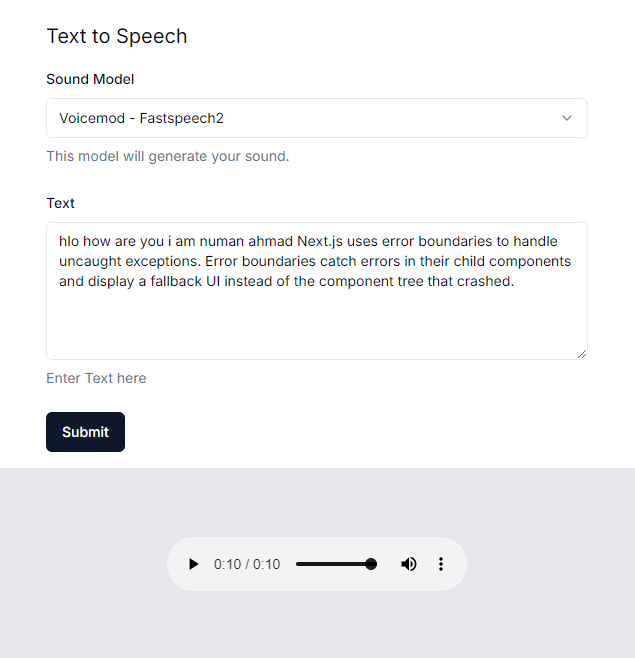 Text to Speech
Sound Model
Voicemod - Fastspeech2
This model will generate your sound.
Text
hlo how are you i am numan ahmad Next.js uses error boundaries to handle
uncaught exceptions. Error boundaries catch errors in their child components
and display a fallback UI instead of the component tree that crashed.
Enter Text here
Submit
0:10 / 0:10